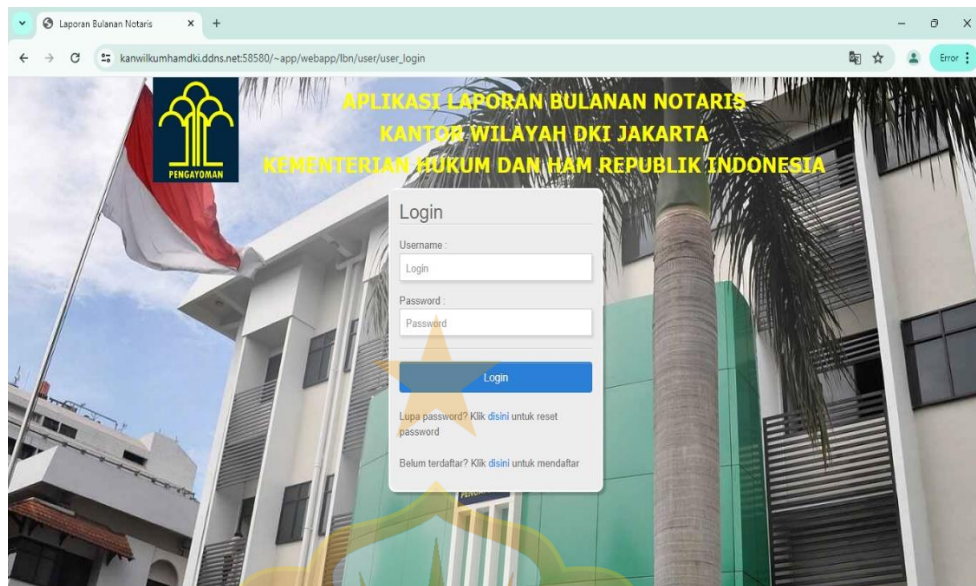 Laporan Bulanan Notaris
kanwilkumhamdki.ddns.net:58580/~app/webapp/lbn/user/user_login
Error
APLIKASI LAPORAN BULANAN NOTARIS
KANTOR WILAYAH DKI JAKARTA
KEMENTERIAN HUKUM DAN HAM REPUBLIK INDONESIA
PENGAYOMAN
Login
Username :
Login
Password :
Password
Login
Lupa password? Klik disini untuk reset
password
Belum terdaftar? Klik disini untuk mendaftar